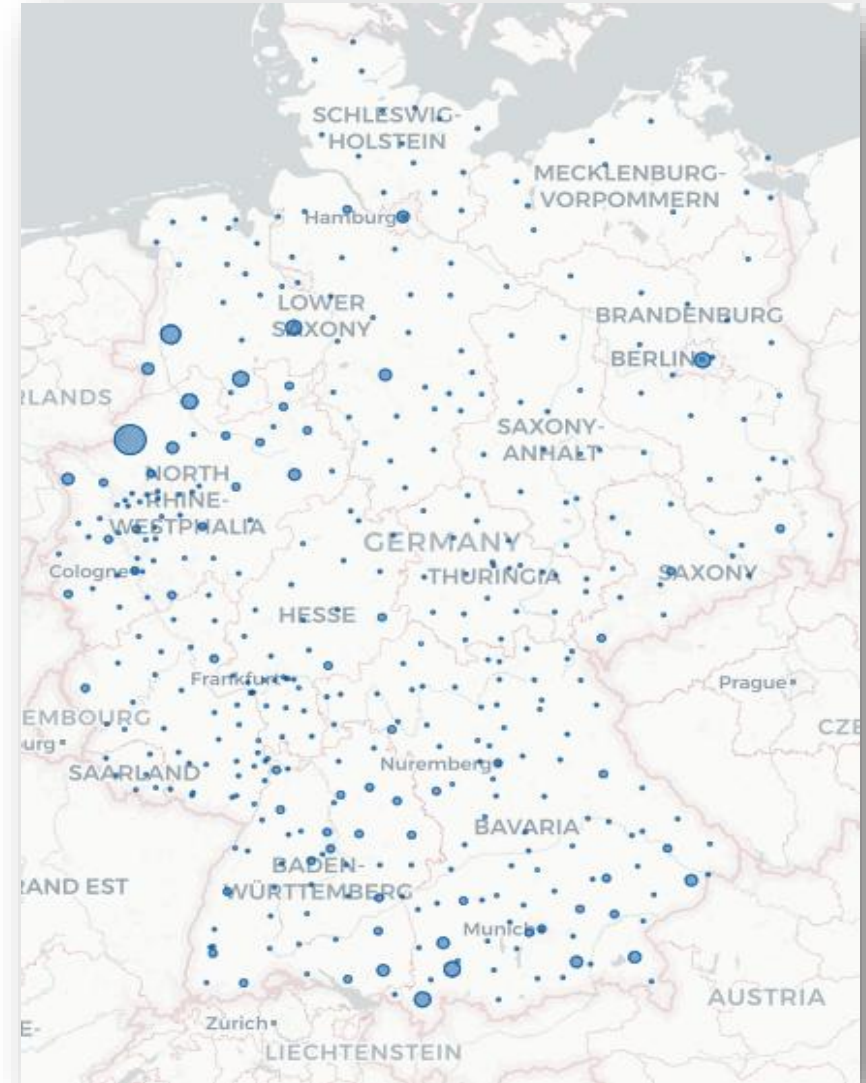 SCHLESWIG-
HOLSTEIN
MECKLENBURG-
VORPOMMERN
Hamburg
LOWER
SAXONY
BRANDENBURG
BERLIN
RLANDS
SAXONY-
ANHALT
NORTH
RHINE-
WESTPHALIA
GERMANY
Cologne
THURINGIA
SAXONY
HESSE
Frankfurt
Prague
EMBOURG
CZE
urg
SAARLAND
Nuremberg
BAVARIA
BADEN-
WÜRTTEMBERG
RAND EST
Munich
AUSTRIA
Zürich
E-
LIECHTENSTEIN